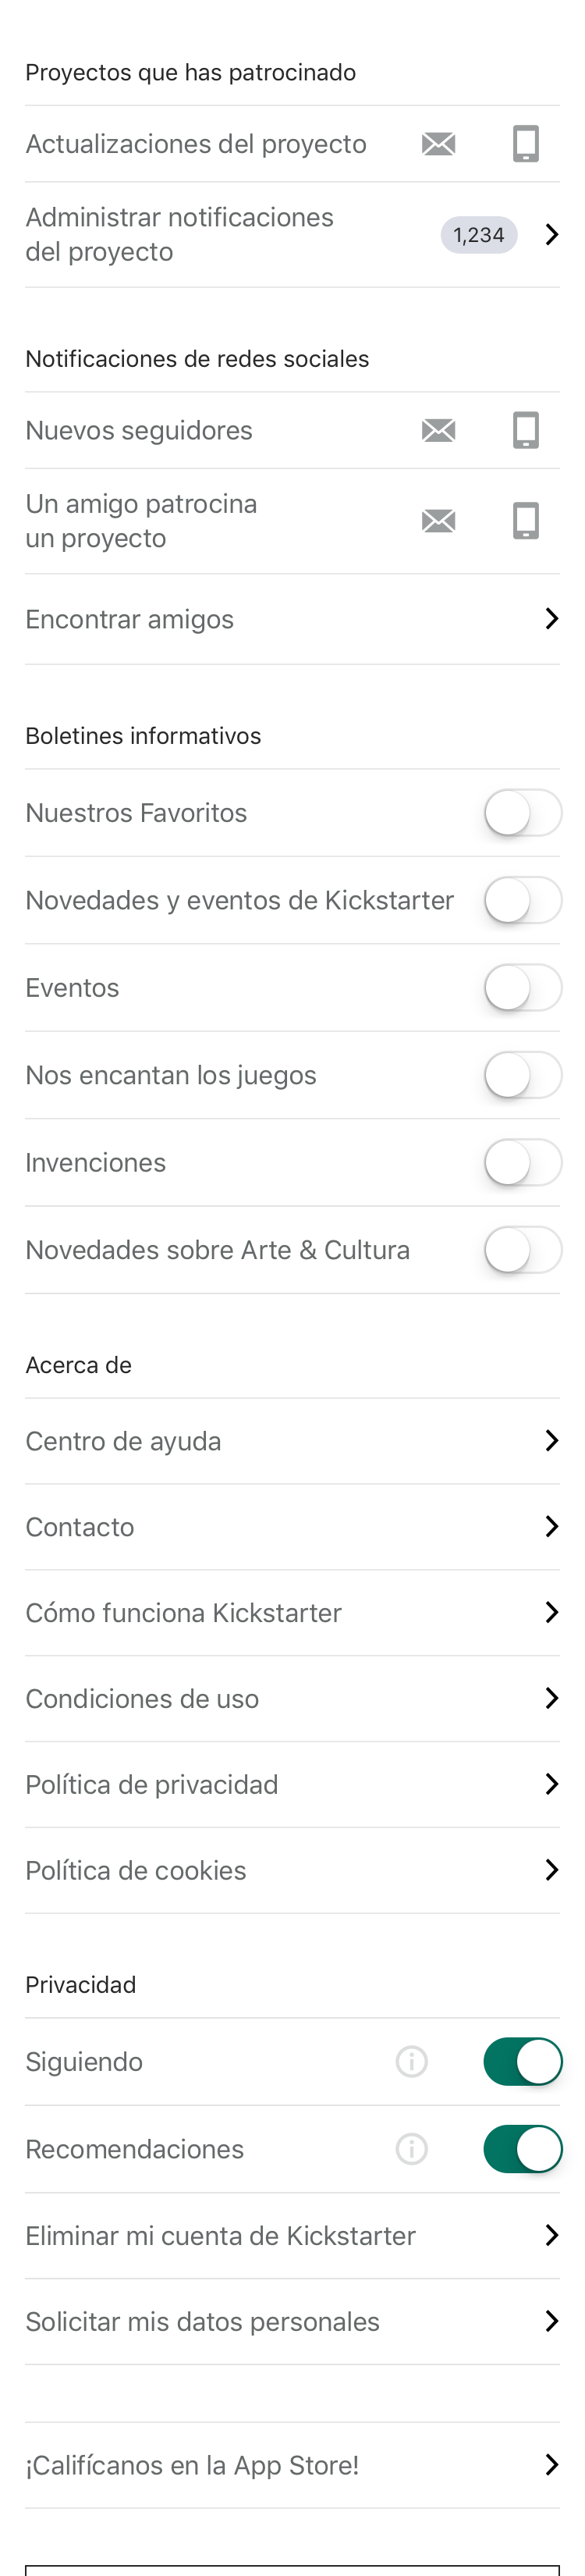 Proyectos que has patrocinado
Actualizaciones del proyecto
Administrar notificaciones
del proyecto
1,234
Notificaciones de redes sociales
Nuevos seguidores
Un amigo patrocina
un proyecto
Encontrar amigos
Boletines informativos
Nuestros Favoritos
Novedades y eventos de Kickstarter
Eventos
Nos encantan los juegos
Invenciones
Novedades sobre Arte & Cultura
Acerca de
Centro de ayuda
Contacto
Cómo funciona Kickstarter
Condiciones de uso
Política de privacidad
Política de cookies
Privacidad
Siguiendo
Recomendaciones
Eliminar mi cuenta de Kickstarter
Solicitar mis datos personales
¡Califícanos en la App Store!